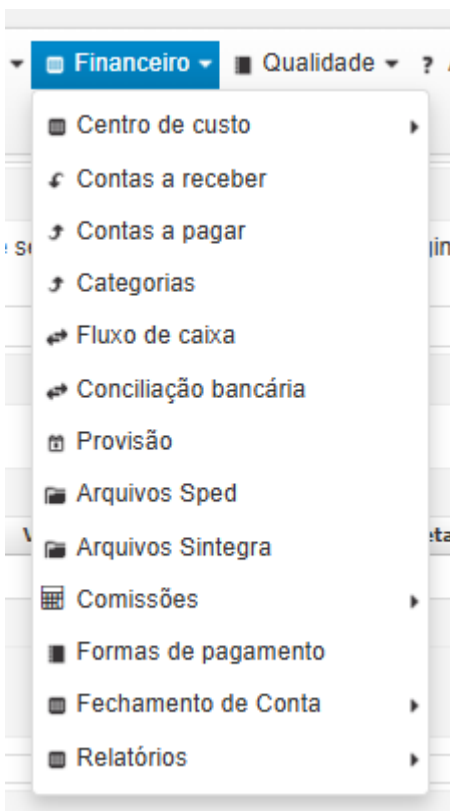 Financeiro Qualidade ?
Centro de custo
Contas a receber
Contas a pagar
Categorias
Fluxo de caixa
Conciliação bancária
Provisão
Arquivos Sped
Arquivos Sintegra
Comissões
Formas de pagamento
Fechamento de Conta
Relatórios